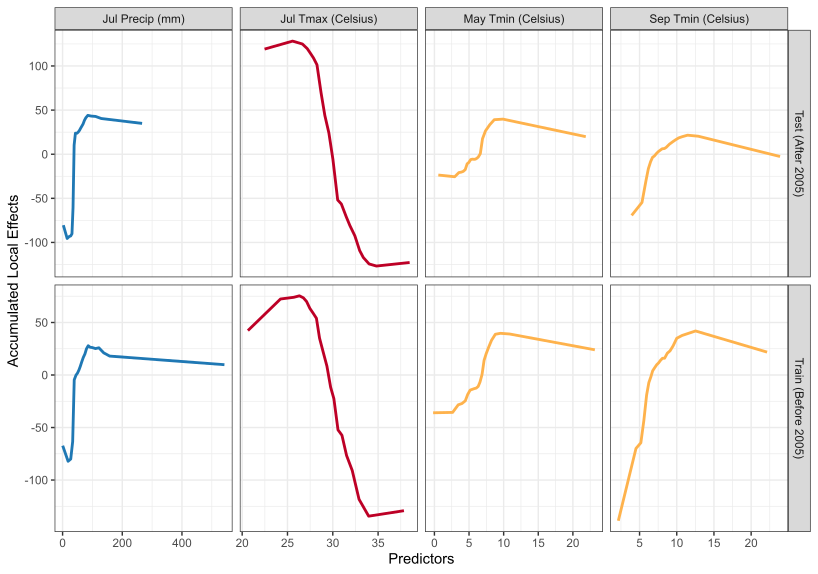 Jul Precip (mm) Jul Tmax (Celsius) May Tmin (Celsius) Sep Tmin (Celsius)
100
50
0
-50
-100
Test (After 2005)
Accumulated Local Effects
50
0
-50
-100
Train (Before 2005)
0 200 400 20 25 30 35 0 5 10 15 20 0 5 10 15 20
Predictors